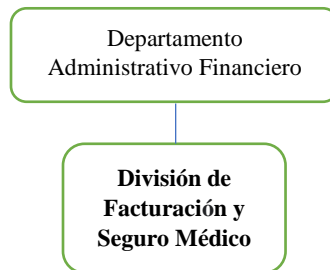 Departamento
Administrativo Financiero
División de
Facturación y
Seguro Médico